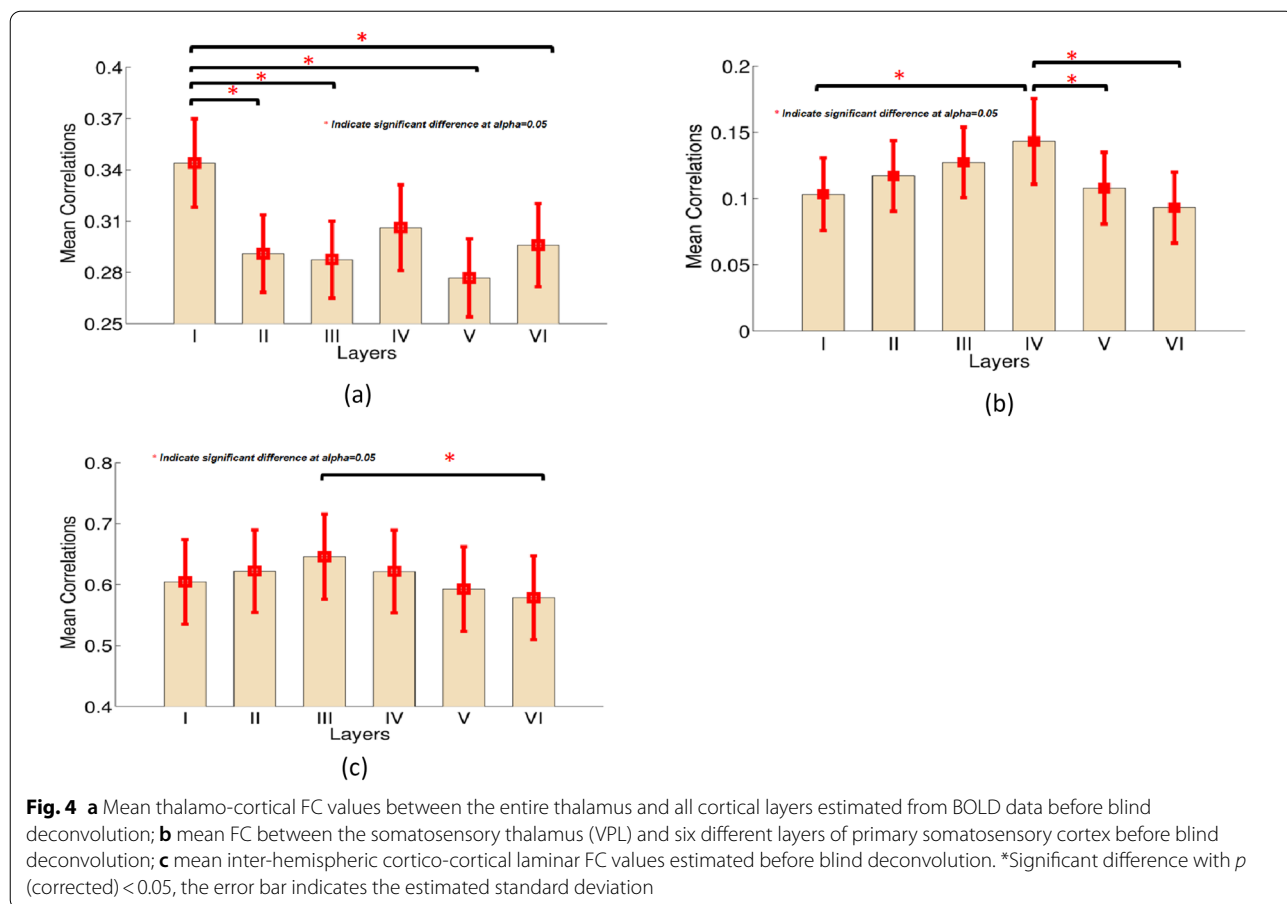 *
*
*
*
0.4
0.37
0.34
0.31
0.28
0.25
Mean Correlations
* Indicate significant difference at alpha=0.05
I II III IV V VI
Layers
(a)
*
*
*
0.2
0.15
0.1
0.05
0
Mean Correlations
* Indicate significant difference at alpha=0.05
I II III IV V VI
Layers
(b)
* Indicate significant difference at alpha=0.05
*
0.8
0.7
0.6
0.5
0.4
Mean Correlations
I II III IV V VI
Layers
(c)
Fig. 4 a Mean thalamo-cortical FC values between the entire thalamus and all cortical layers estimated from BOLD data before blind
deconvolution; b mean FC between the somatosensory thalamus (VPL) and six different layers of primary somatosensory cortex before blind
deconvolution; c mean inter-hemispheric cortico-cortical laminar FC values estimated before blind deconvolution. *Significant difference with p
(corrected) < 0.05, the error bar indicates the estimated standard deviation